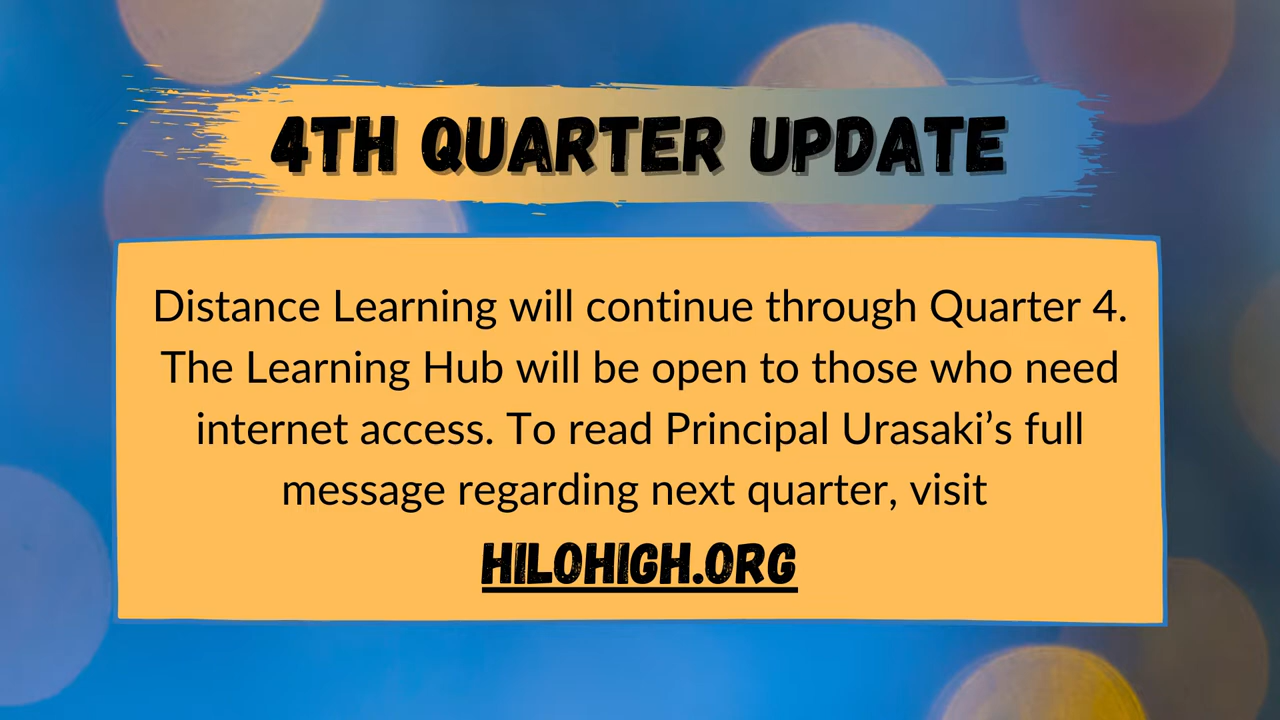 4TH QUARTER UPDATE
Distance Learning will continue through Quarter 4.
The Learning Hub will be open to those who need
internet access. To read Principal Urasaki’s full
message regarding next quarter, visit
HILOHIGH.ORG